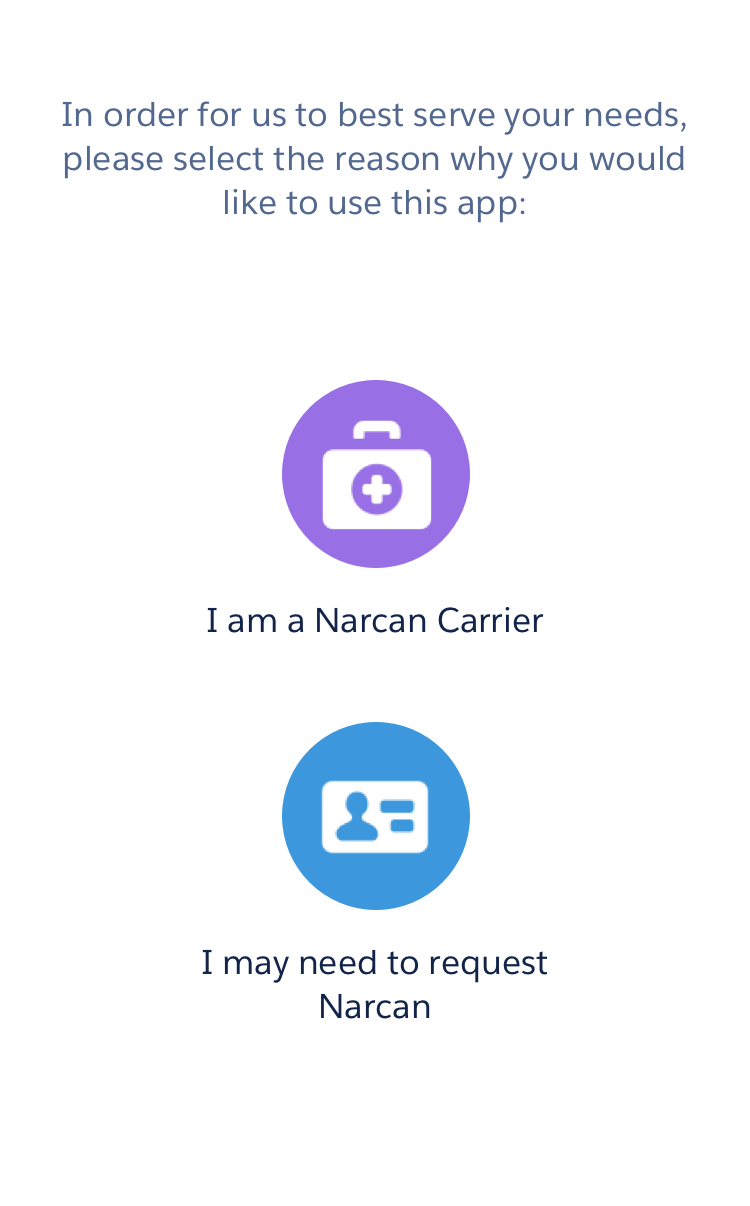 In order for us to best serve your needs,
please select the reason why you would
like to use this app:
I am a Narcan Carrier
I may need to request
Narcan